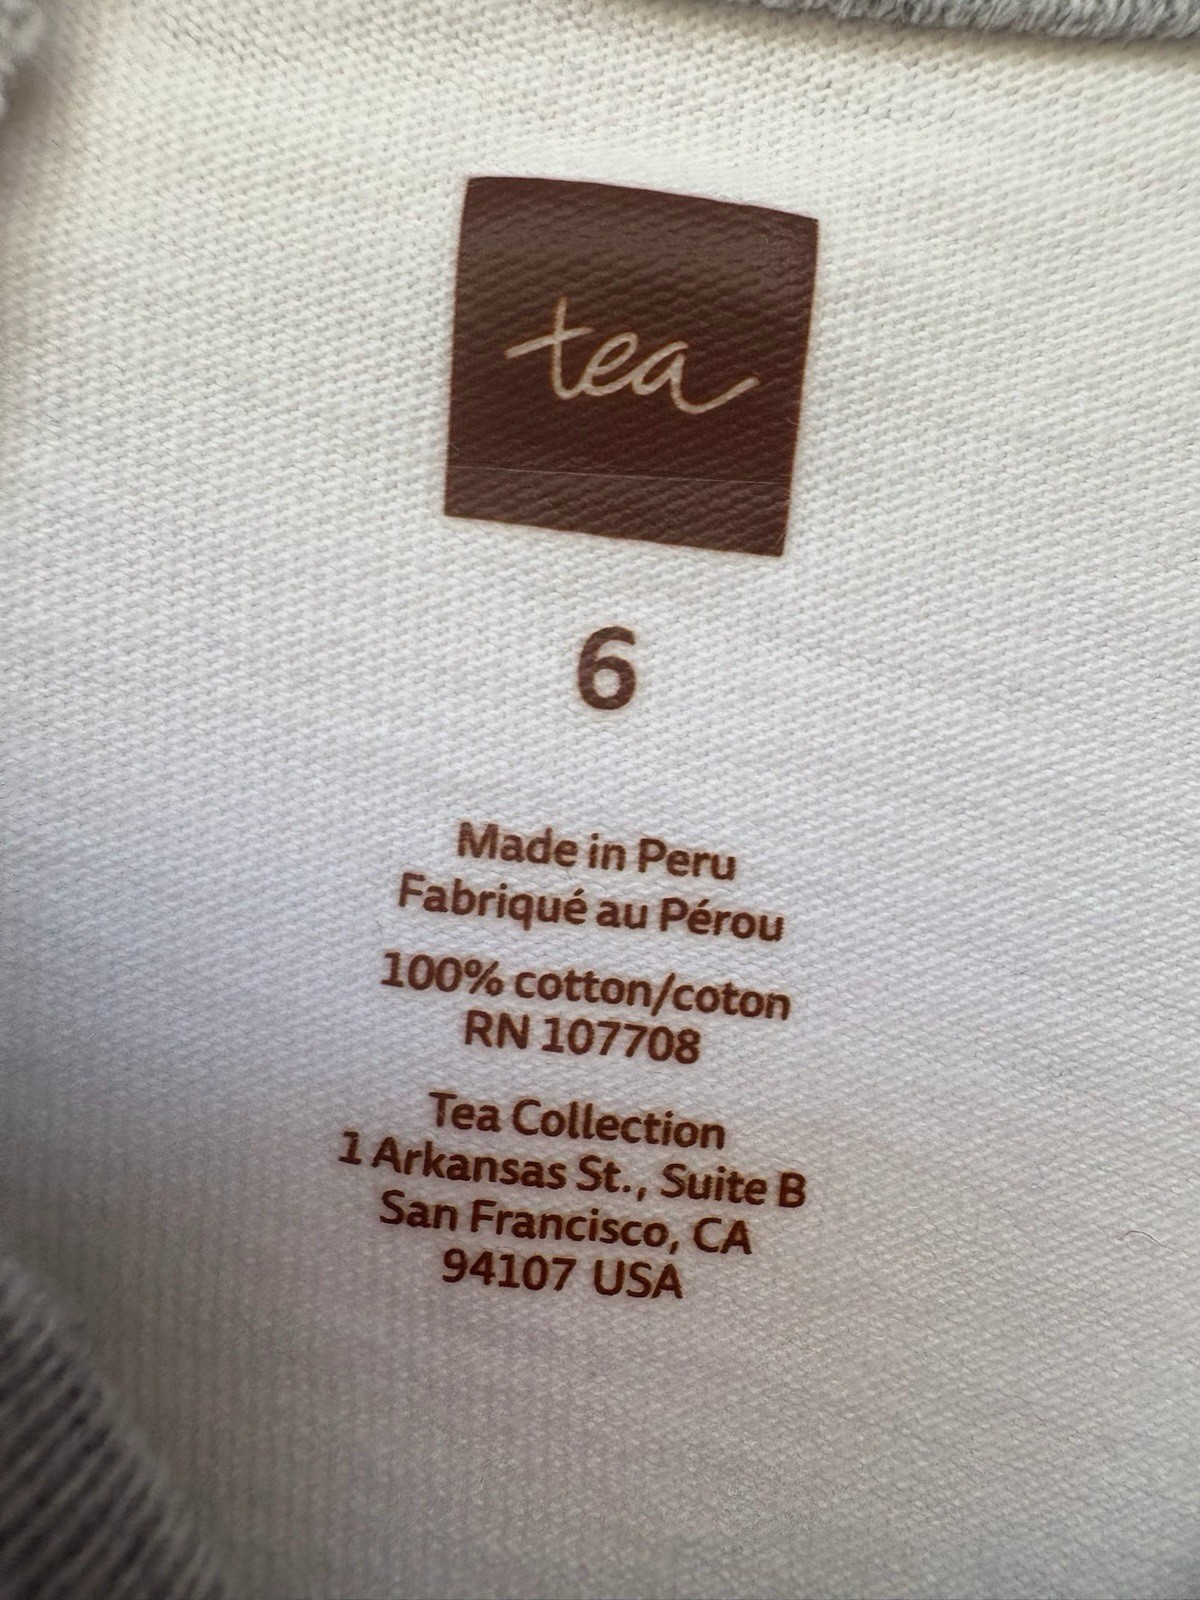 tea
6
Made in Peru
Fabriqué au Pérou
100% cotton/coton
RN 107708
Tea Collection
1 Arkansas St., Suite B
San Francisco, CA
94107 USA